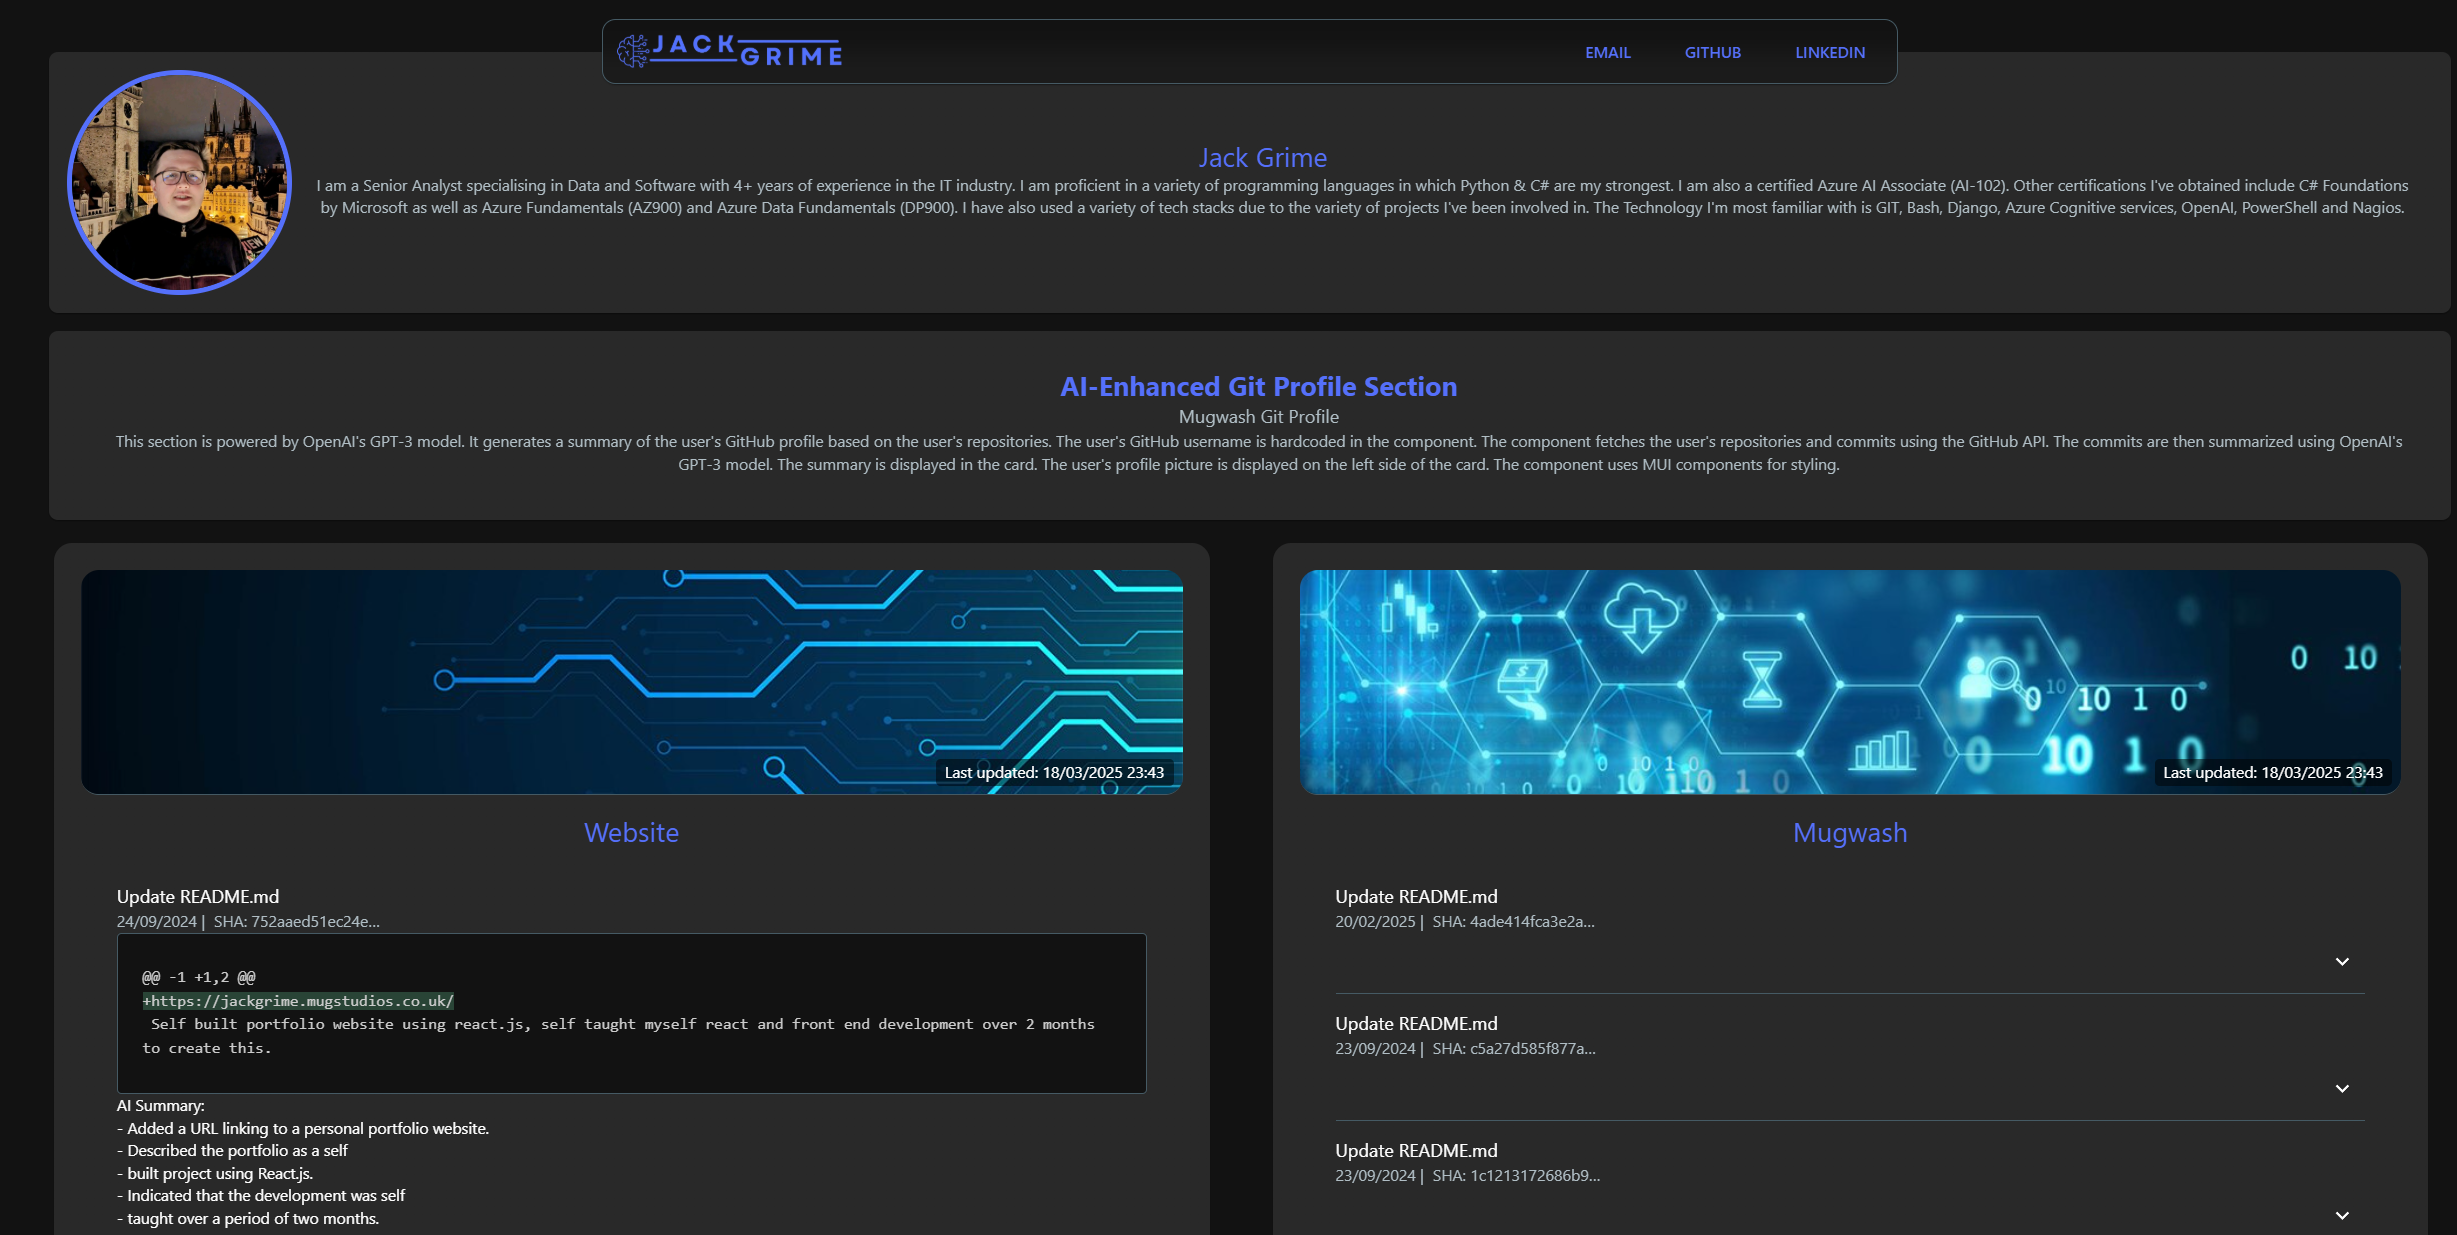 JACK GRIME
EMAIL
GITHUB
LINKEDIN
Jack Grime
I am a Senior Analyst specialising in Data and Software with 4+ years of experience in the IT industry. I am proficient in a variety of programming languages in which Python & C# are my strongest. I am also a certified Azure AI Associate (AI-102). Other certifications I've obtained include C# Foundations
by Microsoft as well as Azure Fundamentals (AZ900) and Azure Data Fundamentals (DP900). I have also used a variety of tech stacks due to the variety of projects I've been involved in. The Technology I'm most familiar with is GIT, Bash, Django, Azure Cognitive services, OpenAI, PowerShell and Nagios.
AI-Enhanced Git Profile Section
Mugwash Git Profile
This section is powered by OpenAI's GPT-3 model. It generates a summary of the user's GitHub profile based on the user's repositories. The user's GitHub username is hardcoded in the component. The component fetches the user's repositories and commits using the GitHub API. The commits are then summarized using OpenAI's
GPT-3 model. The summary is displayed in the card. The user's profile picture is displayed on the left side of the card. The component uses MUI components for styling.
Last updated: 18/03/2025 23:43
Website
Update README.md
24/09/2024 | SHA: 752aaed51ec24e...
@@ -1 +1,2 @@
+https://jackgrime.mugstudios.co.uk/
Self built portfolio website using react.js, self taught myself react and front end development over 2 months
to create this.
AI Summary:
- Added a URL linking to a personal portfolio website.
- Described the portfolio as a self
- built project using React.js.
- Indicated that the development was self
- taught over a period of two months.
0 10
10 1 0
0 10 1 0
Last updated: 18/03/2025 23:43
Mugwash
Update README.md
20/02/2025 | SHA: 4ade414fca3e2a...
Update README.md
23/09/2024 | SHA: c5a27d585f877a...
Update README.md
23/09/2024 | SHA: 1c1213172686b9...